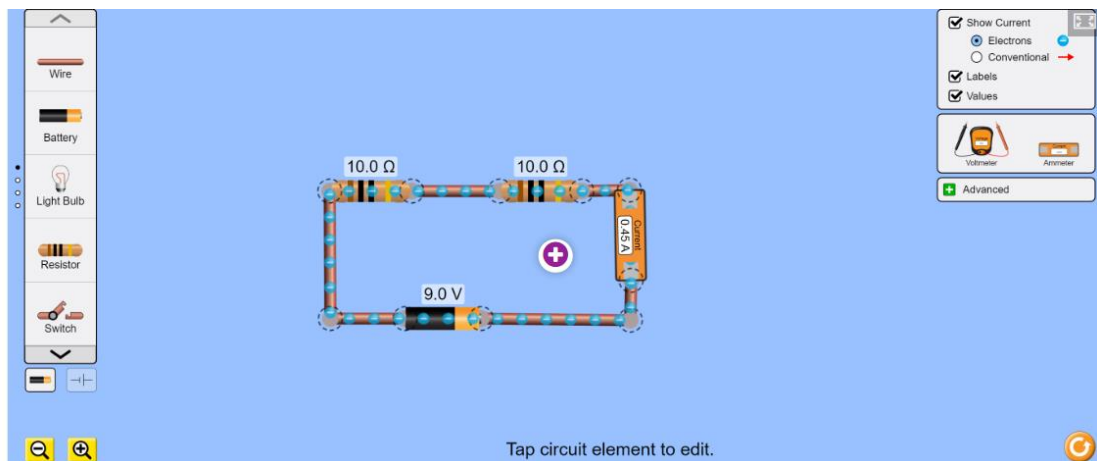 Wire
Battery
Light Bulb
Resistor
Switch
10.0 Ω
10.0 Ω
Current
0.45 A
9.0 V
Tap circuit element to edit.
Show Current
Electrons
Conventional
Labels
Values
Voltmeter
Ammeter
Advanced